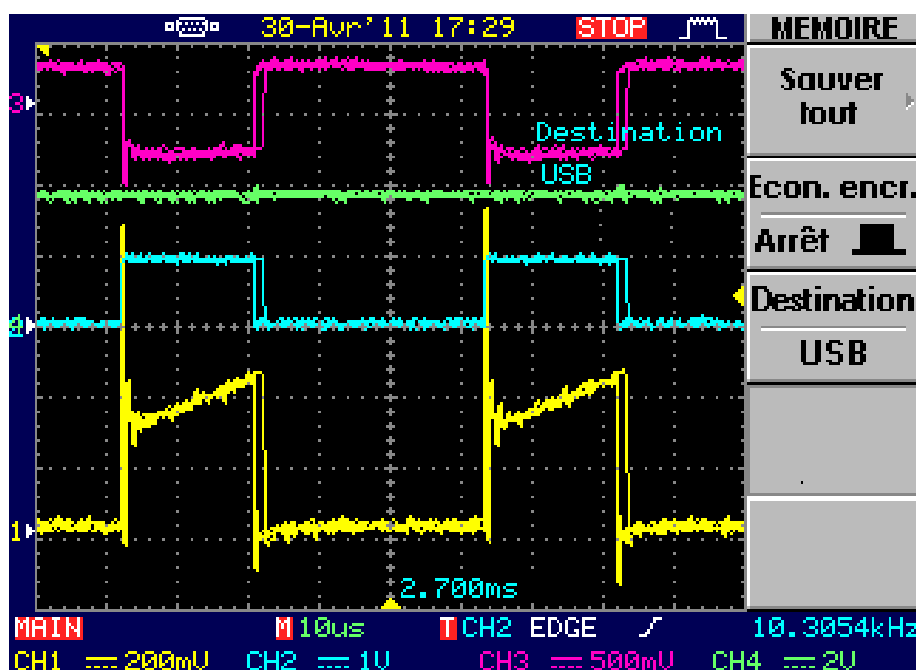 30-Avr'11 17:29 STOP MEMOIRE
Sauver
tout
3
Destination
USB
Econ. encr.
Arrêt
Destination
USB
1
2.700ms
MAIN M 10us T CH2 EDGE 10.3054kHz
CH1 200mV CH2 1V CH3 500mV CH4 2V